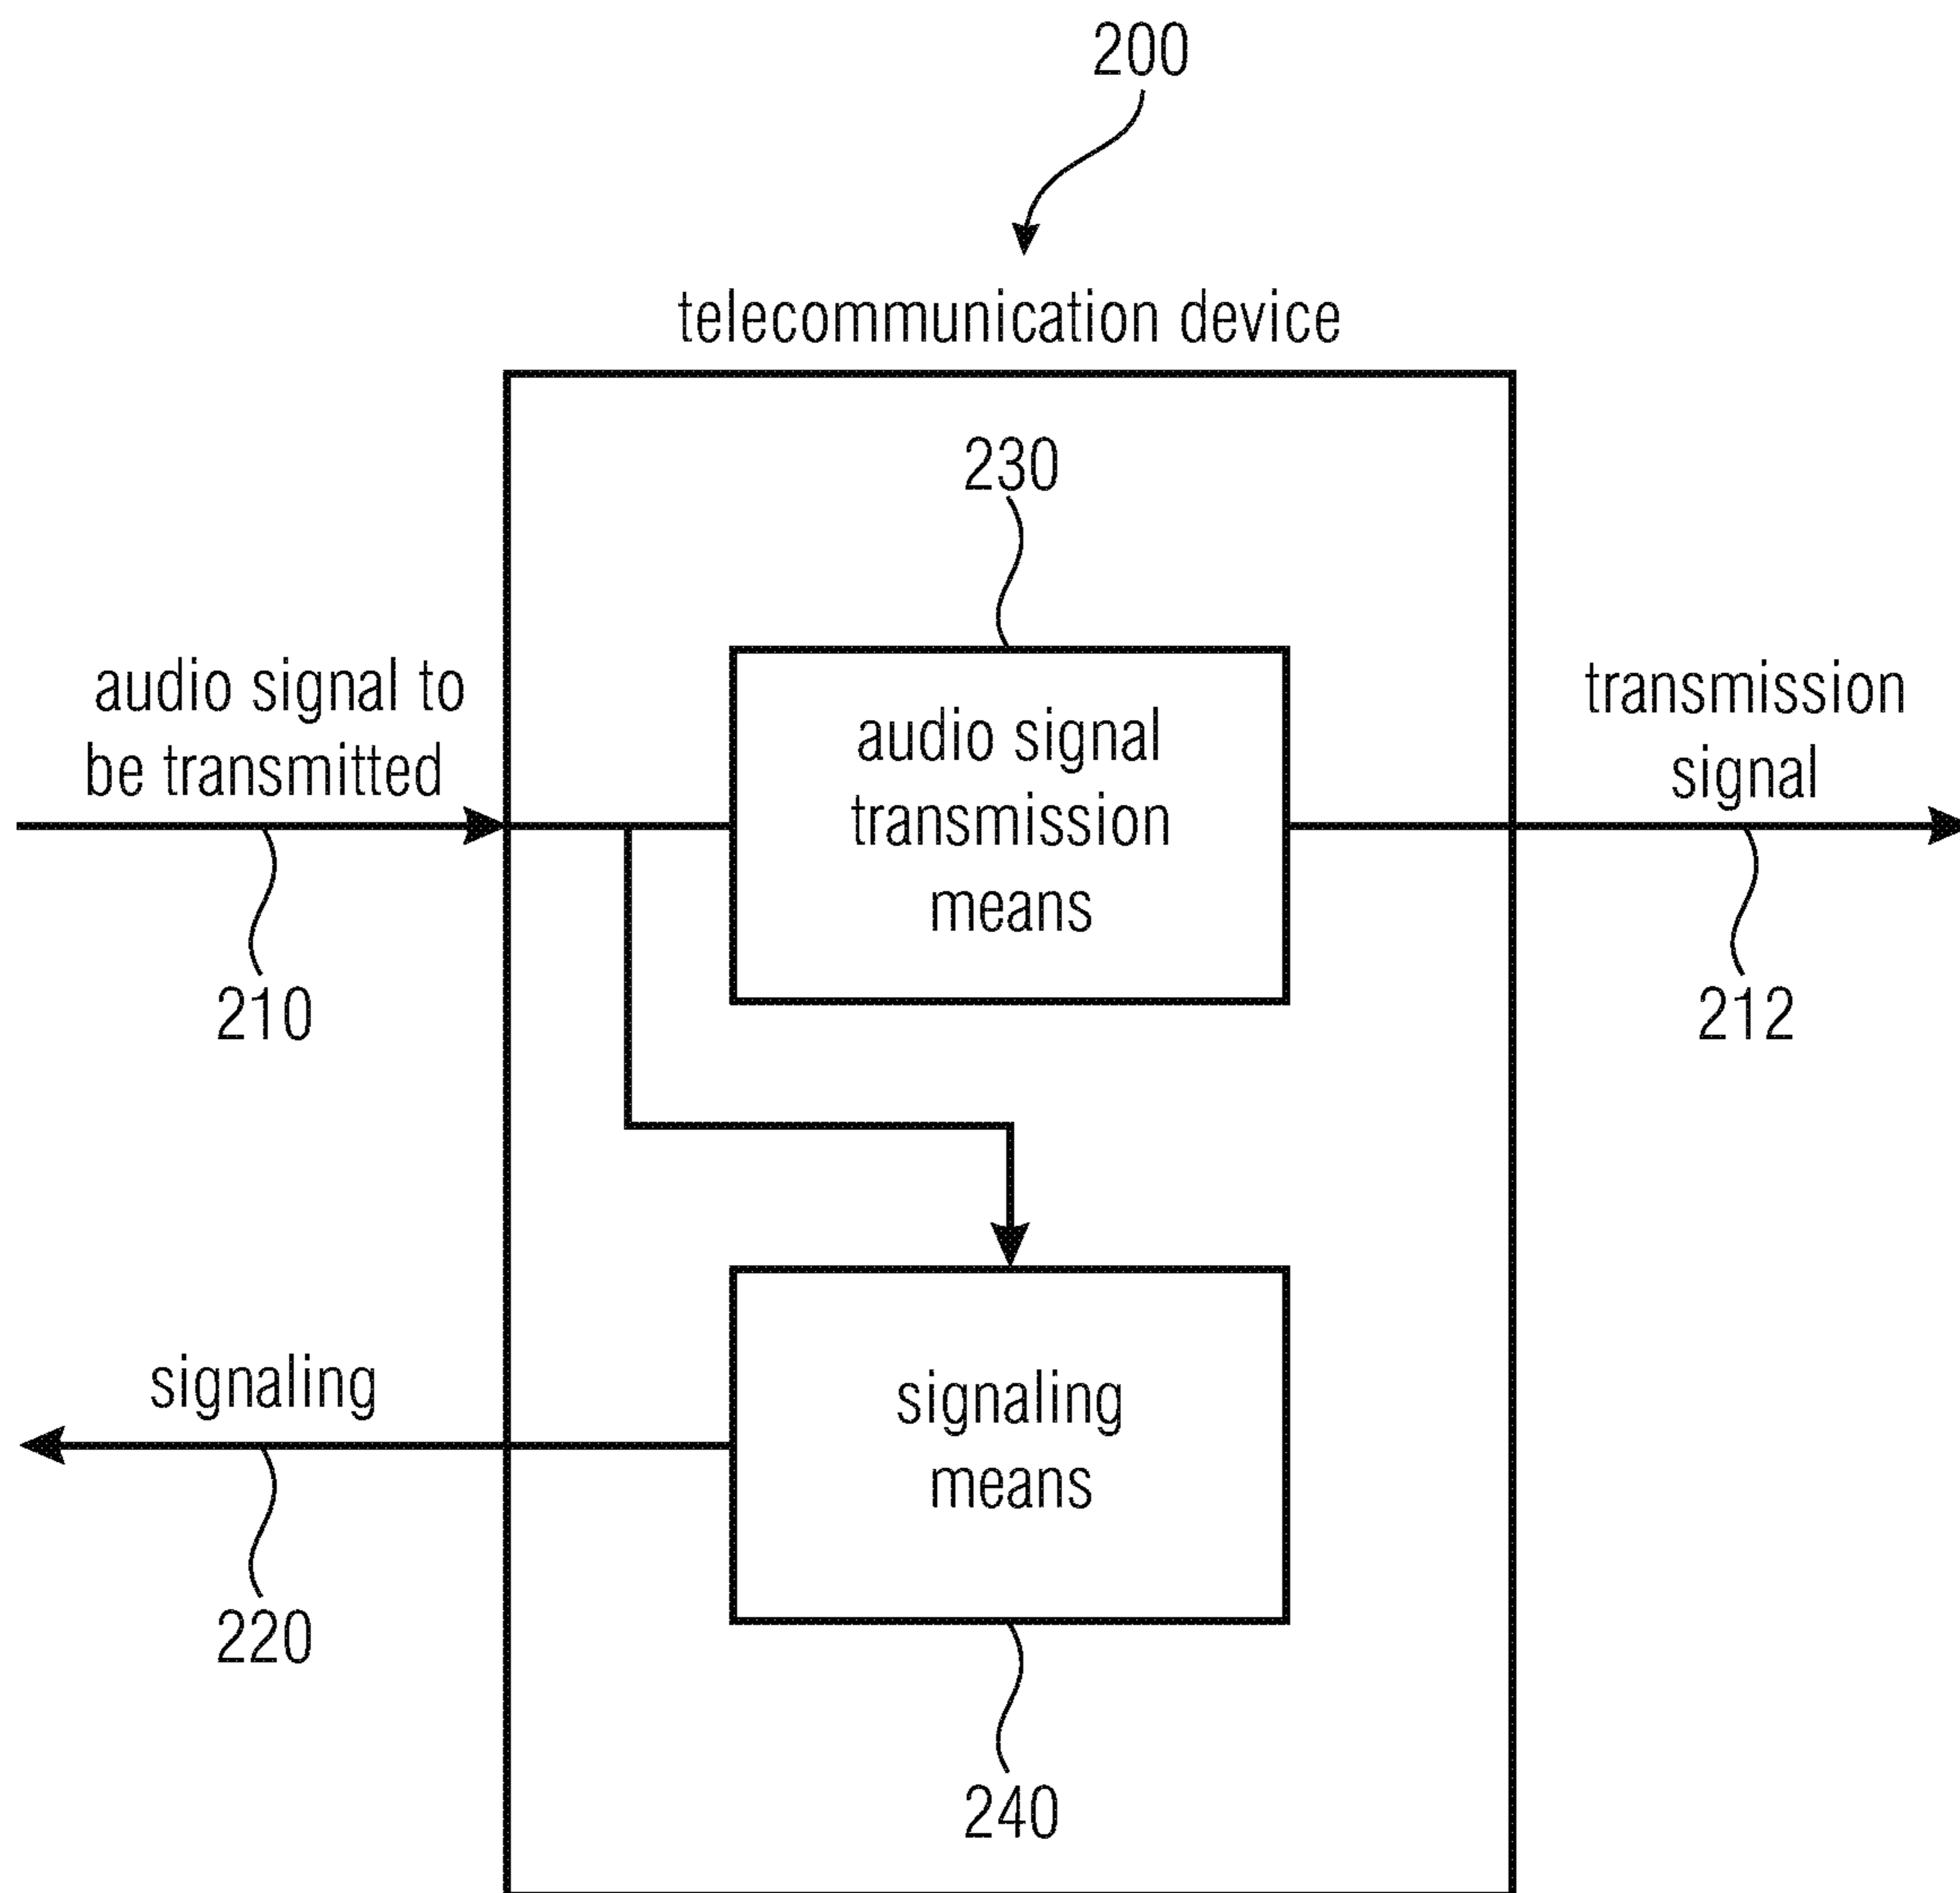 200
telecommunication device
230
audio signal to
be transmitted
audio signal
transmission
means
transmission
signal
210
212
signaling
signaling
means
220
240